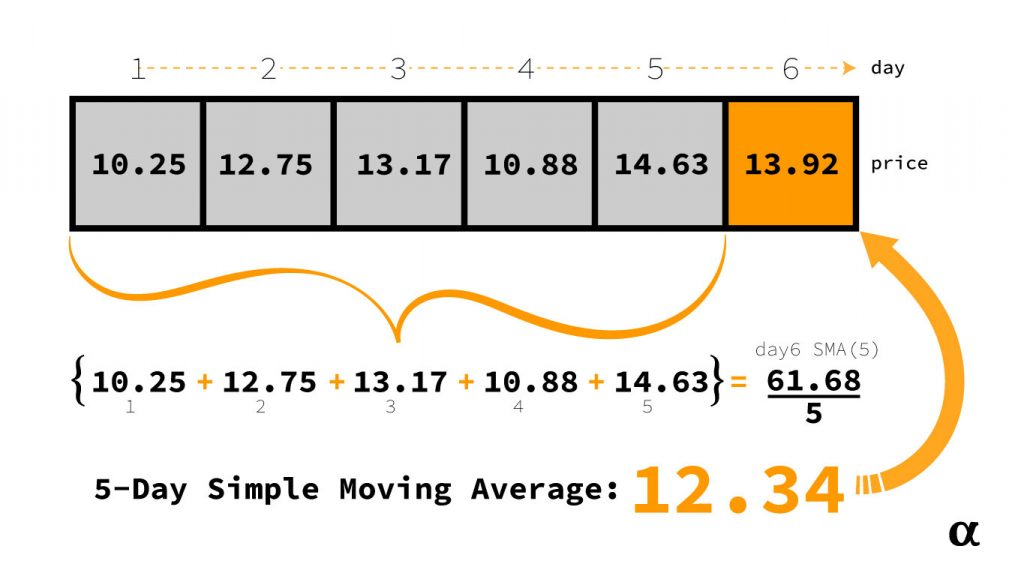 1 2 3 4 5 6 day
10.25 12.75 13.17 10.88 14.63 13.92 price
day6 SMA(5)
{10.25 + 12.75 + 13.17 + 10.88 + 14.63} = 61.68
1 2 3 4 5 5
5-Day Simple Moving Average: 12.34
α